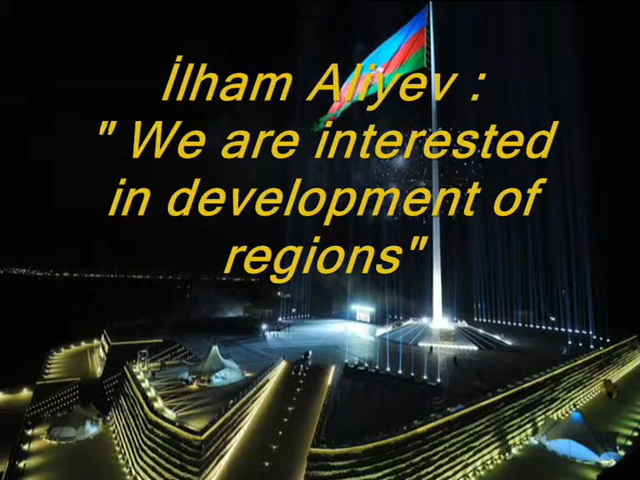 İlham Aliyev :
" We are interested
in development of
regions"